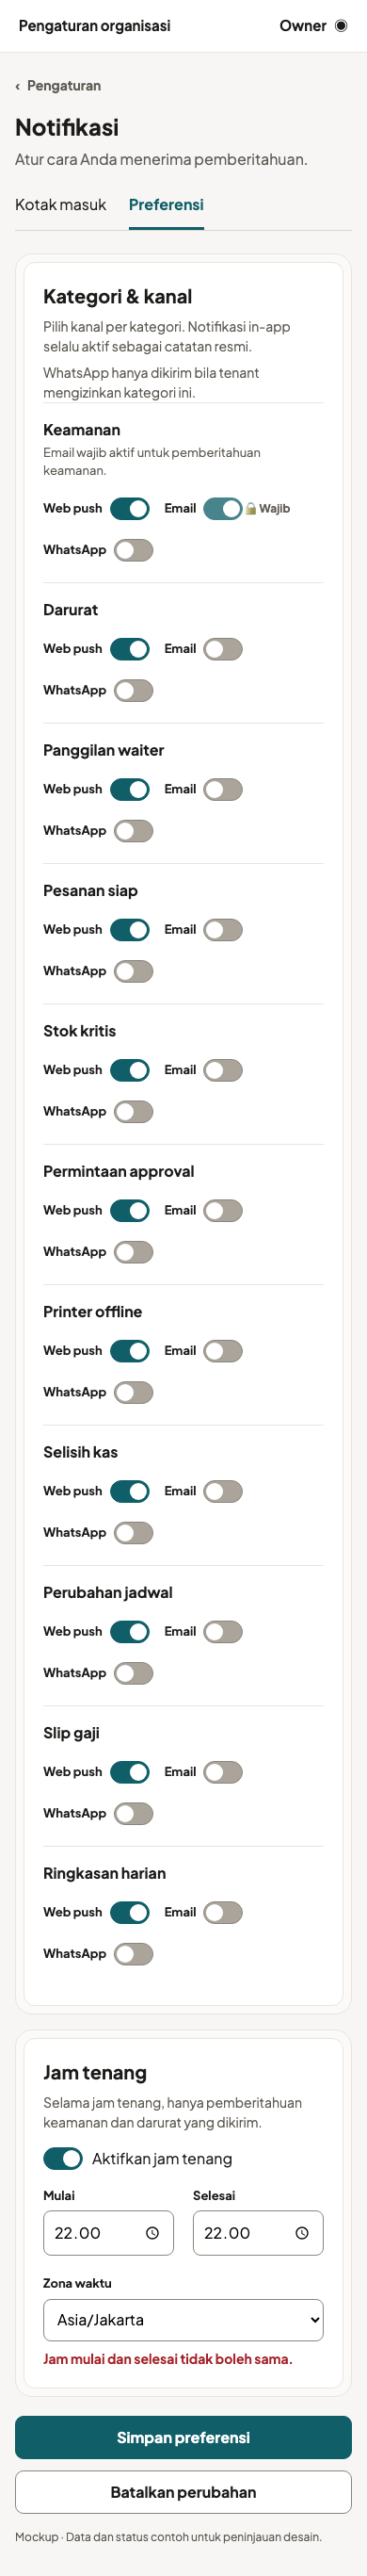 Pengaturan organisasi
Owner
‹ Pengaturan
Notifikasi
Atur cara Anda menerima pemberitahuan.
Kotak masuk Preferensi
Kategori & kanal
Pilih kanal per kategori. Notifikasi in-app
selalu aktif sebagai catatan resmi.
WhatsApp hanya dikirim bila tenant
mengizinkan kategori ini.
Keamanan
Email wajib aktif untuk pemberitahuan
keamanan.
Web push Email Wajib
WhatsApp
Darurat
Web push Email
WhatsApp
Panggilan waiter
Web push Email
WhatsApp
Pesanan siap
Web push Email
WhatsApp
Stok kritis
Web push Email
WhatsApp
Permintaan approval
Web push Email
WhatsApp
Printer offline
Web push Email
WhatsApp
Selisih kas
Web push Email
WhatsApp
Perubahan jadwal
Web push Email
WhatsApp
Slip gaji
Web push Email
WhatsApp
Ringkasan harian
Web push Email
WhatsApp
Jam tenang
Selama jam tenang, hanya pemberitahuan
keamanan dan darurat yang dikirim.
Aktifkan jam tenang
Mulai Selesai
22.00 22.00
Zona waktu
Asia/Jakarta
Jam mulai dan selesai tidak boleh sama.
Simpan preferensi
Batalkan perubahan
Mockup · Data dan status contoh untuk peninjauan desain.